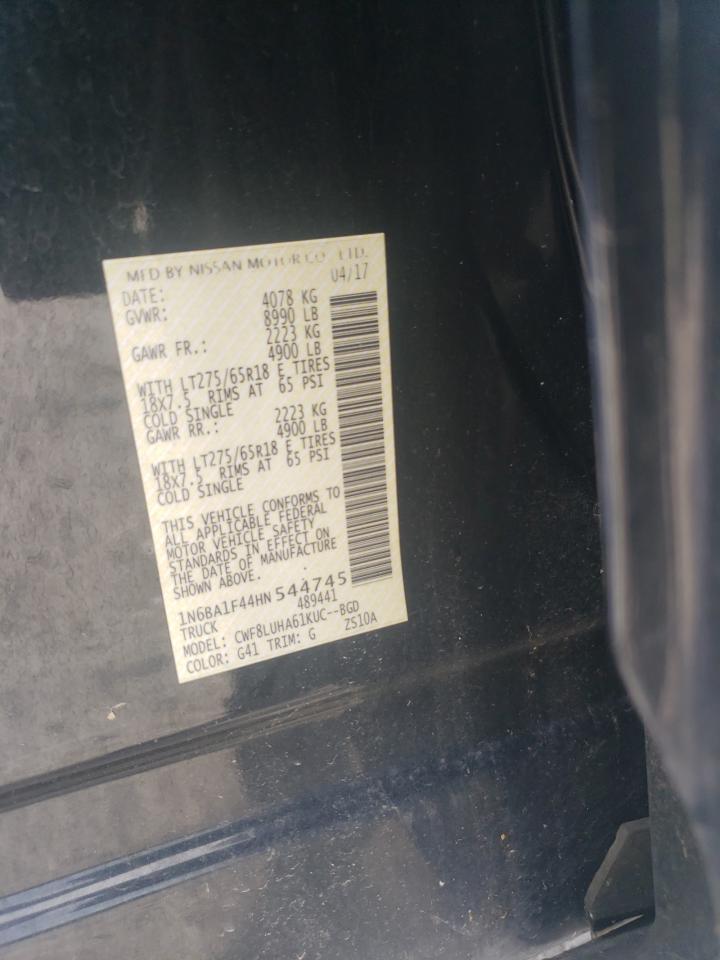 MFD BY NISSAN MOTOR CO., LTD.
DATE: 04/17
GVWR: 4078 KG
8990 LB
GAWR FR.: 2223 KG
4900 LB
WITH LT275/65R18 E TIRES
18X7.5 RIMS AT 65 PSI
COLD SINGLE
GAWR RR.: 2223 KG
4900 LB
WITH LT275/65R18 E TIRES
18X7.5 RIMS AT 65 PSI
COLD SINGLE
THIS VEHICLE CONFORMS TO
ALL APPLICABLE FEDERAL
MOTOR VEHICLE SAFETY
STANDARDS IN EFFECT ON
THE DATE OF MANUFACTURE
SHOWN ABOVE.
1N6BA1F44HN544745
TRUCK 489441
MODEL: CWF8LUHA61KUC--BGD
COLOR: G41 TRIM: G ZS10A